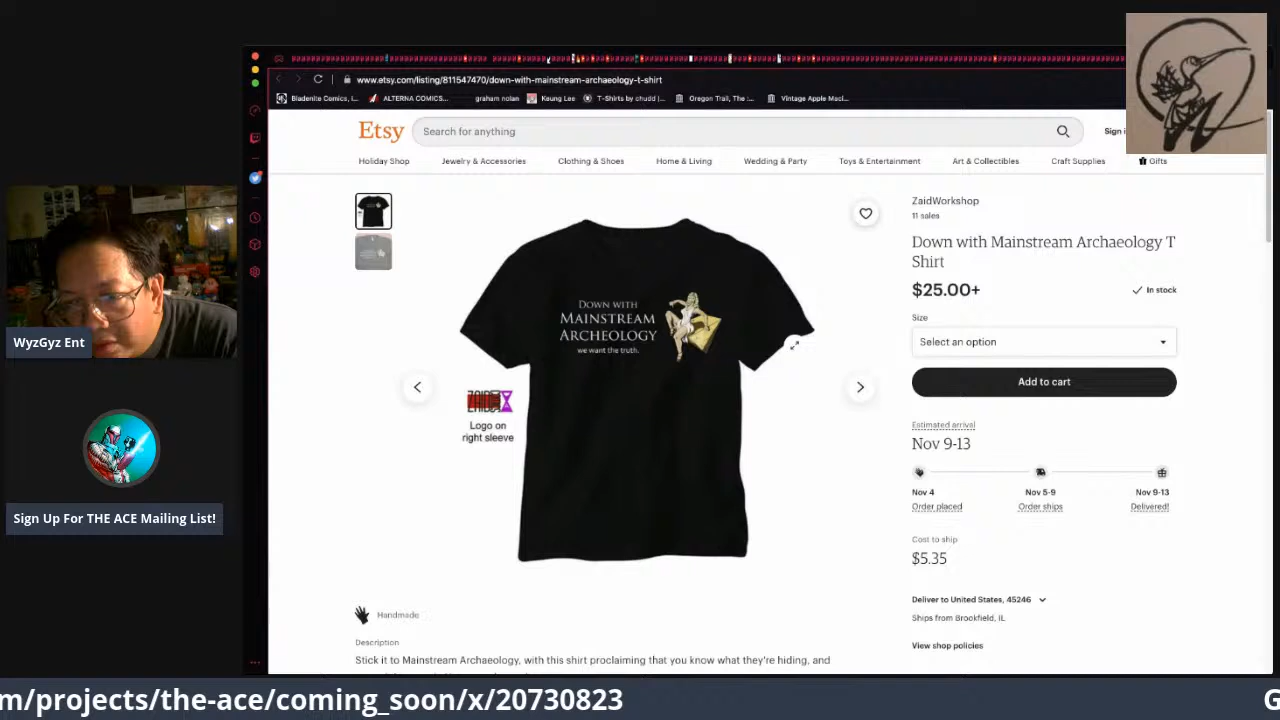 www.etsy.com/listing/811547470/down-with-mainstream-archaeology-t-shirt
Bladenite Comics, I...
ALTERNA COMICS...
graham nolan
Keung Lee
T-Shirts by chudd |...
Oregon Trail, The :...
Vintage Apple Maci...
Etsy
Search for anything
Sign i
Holiday Shop
Jewelry & Accessories
Clothing & Shoes
Home & Living
Wedding & Party
Toys & Entertainment
Art & Collectibles
Craft Supplies
Gifts
ZaidWorkshop
11 sales
Down with Mainstream Archaeology T
Shirt
$25.00+
In stock
Size
Select an option
Add to cart
Estimated arrival
Nov 9-13
Nov 4
Nov 5-9
Nov 9-13
Order placed
Order ships
Delivered!
Cost to ship
$5.35
Deliver to United States, 45246
Ships from Brookfield, IL
View shop policies
Down with
Mainstream
Archeology
we want the truth.
Logo on
right sleeve
Handmade
Description
Stick it to Mainstream Archaeology, with this shirt proclaiming that you know what they're hiding, and
WyzGyz Ent
Sign Up For THE ACE Mailing List!
m/projects/the-ace/coming_soon/x/20730823
G